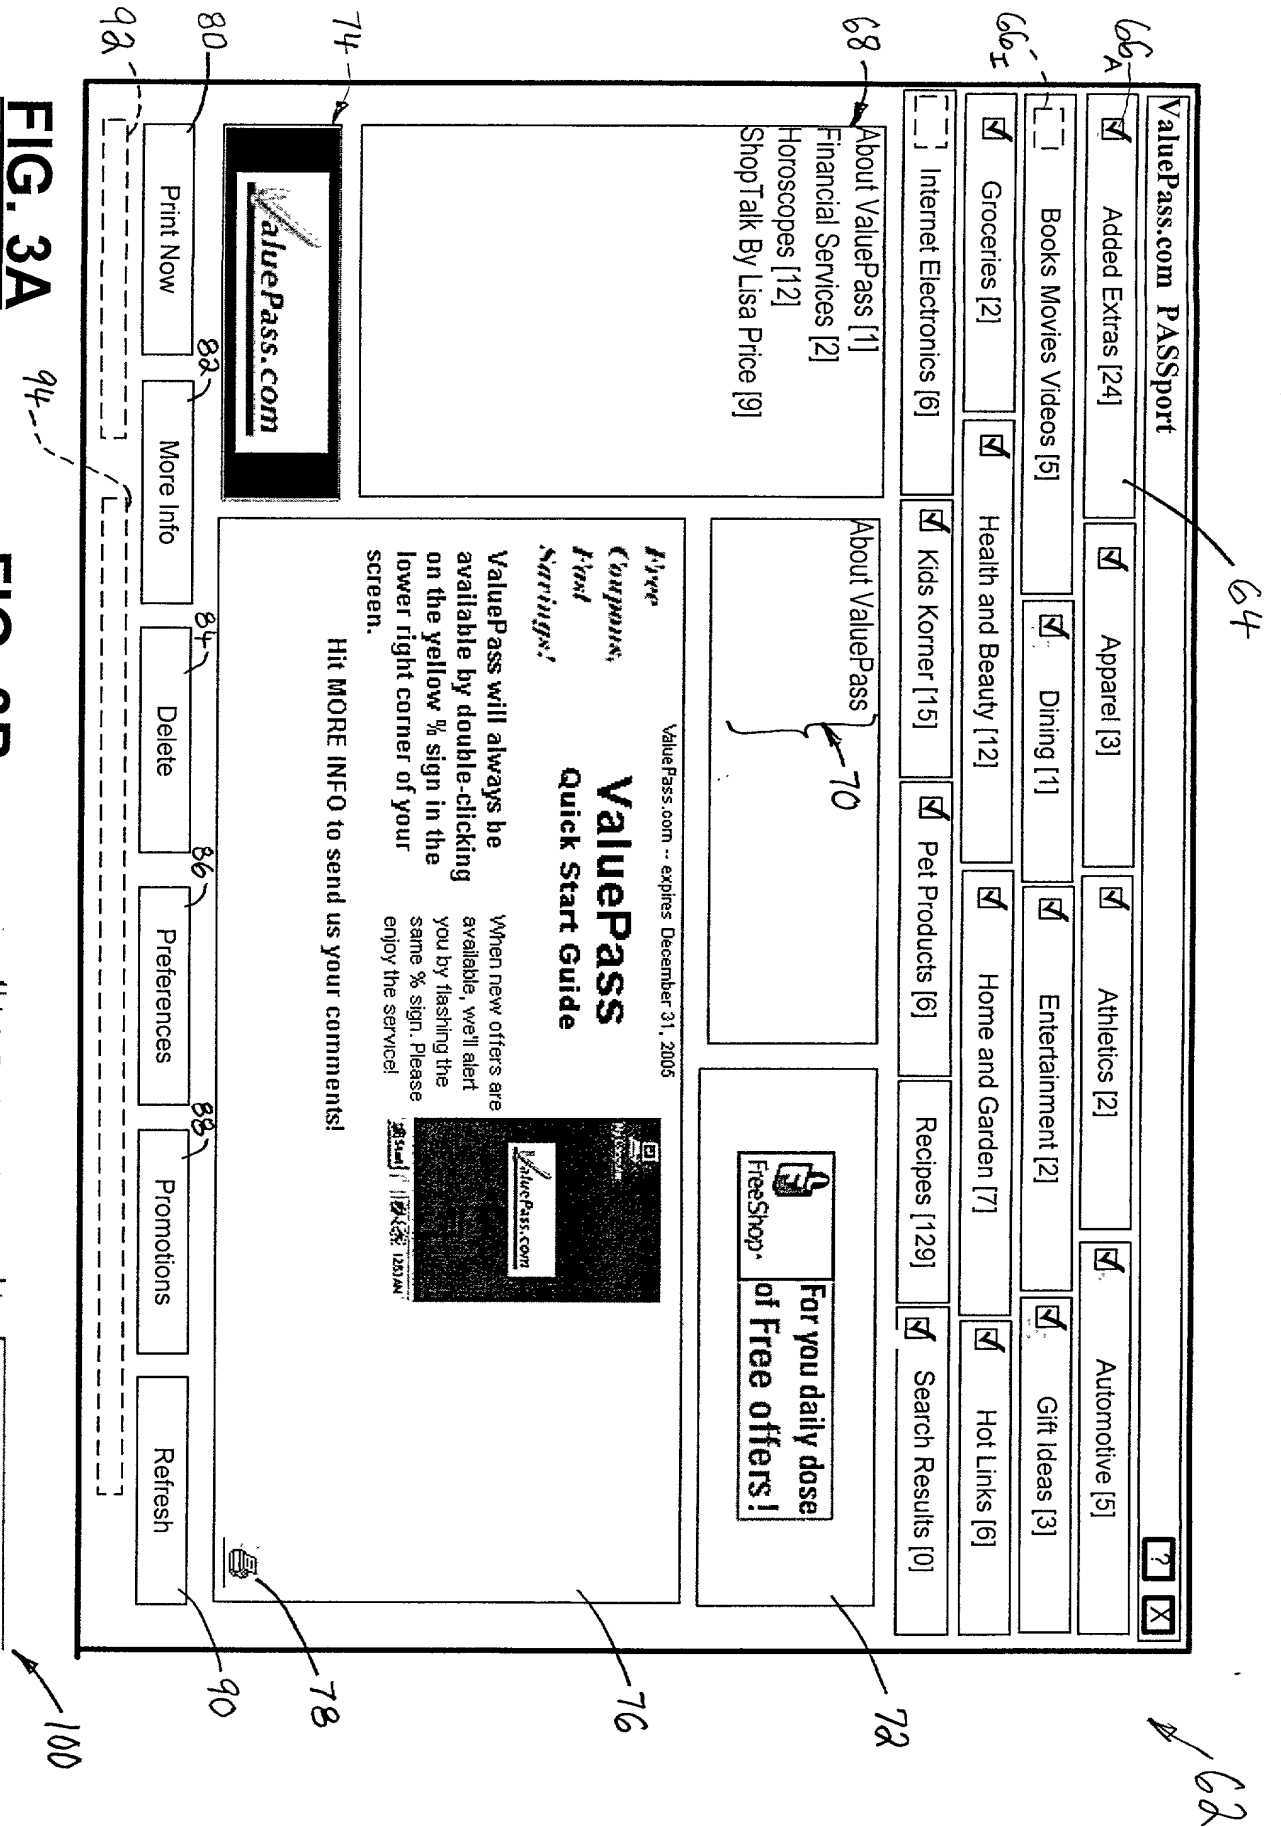 62
64
66A
66I
ValuePass.com PASSport
? X
Added Extras [24] Apparel [3] Athletics [2] Automotive [5]
Books Movies Videos [5] Dining [1] Entertainment [2] Gift Ideas [3]
Groceries [2] Health and Beauty [12] Home and Garden [7] Hot Links [6]
Internet Electronics [6] Kids Korner [15] Pet Products [6] Recipes [129] Search Results [0]
68
About ValuePass [1]
Financial Services [2]
Horoscopes [12]
ShopTalk By Lisa Price [9]
About ValuePass
70
72
FreeShop
For you daily dose
of Free offers!
74
ValuePass.com
76
ValuePass.com -- expires December 31, 2005
Free
Coupons,
Fast
Savings!
ValuePass
Quick Start Guide
ValuePass will always be
available by double-clicking
on the yellow % sign in the
lower right corner of your
screen.
When new offers are
available, we'll alert
you by flashing the
same % sign. Please
enjoy the service!
ValuePass.com
Start 12:53 AM
Hit MORE INFO to send us your comments!
78
80 82 84 86 88 90
Print Now More Info Delete Preferences Promotions Refresh
92
94
FIG. 3A
100